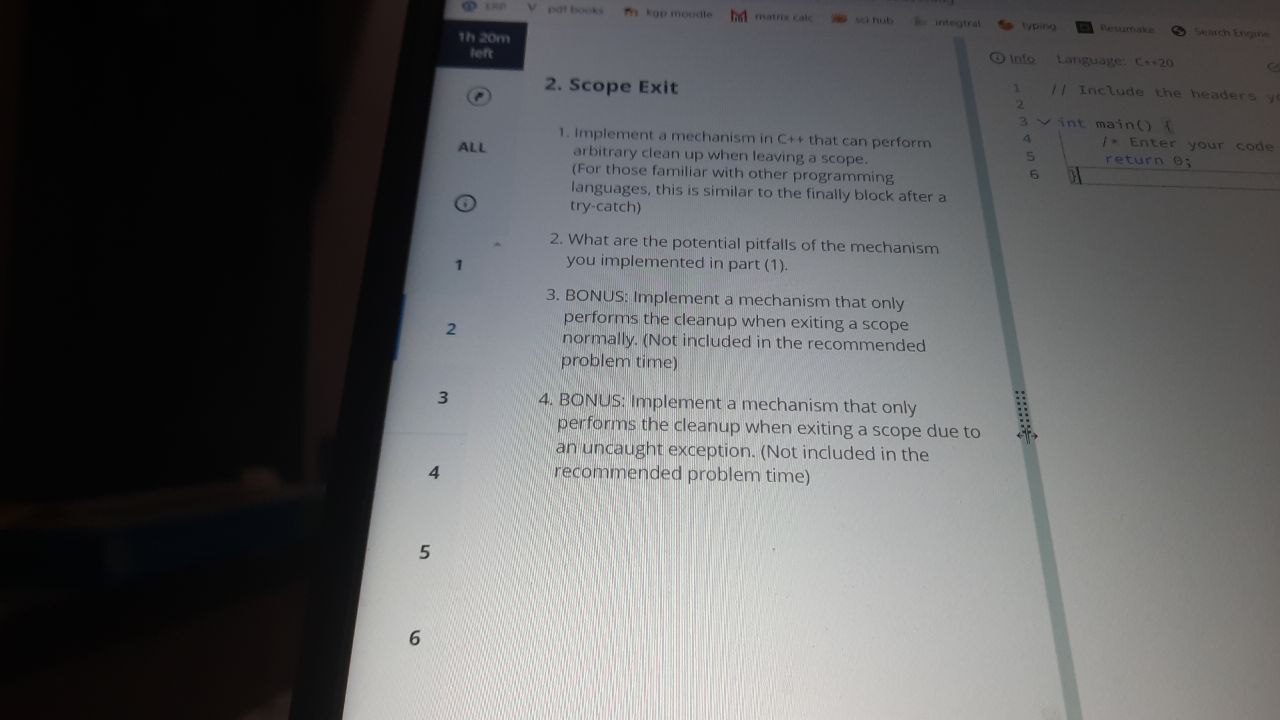 ERP pdf books kgp moodle matrix calc sci hub integtral typing Resumake Search Engine
1h 20m
left
ALL
1
2
3
4
5
6
2. Scope Exit
1. Implement a mechanism in C++ that can perform
arbitrary clean up when leaving a scope.
(For those familiar with other programming
languages, this is similar to the finally block after a
try-catch)
2. What are the potential pitfalls of the mechanism
you implemented in part (1).
3. BONUS: Implement a mechanism that only
performs the cleanup when exiting a scope
normally. (Not included in the recommended
problem time)
4. BONUS: Implement a mechanism that only
performs the cleanup when exiting a scope due to
an uncaught exception. (Not included in the
recommended problem time)
Info Language: C++20
1 // Include the headers
2
3 int main() {
4 /* Enter your code
5 return 0;
6 }